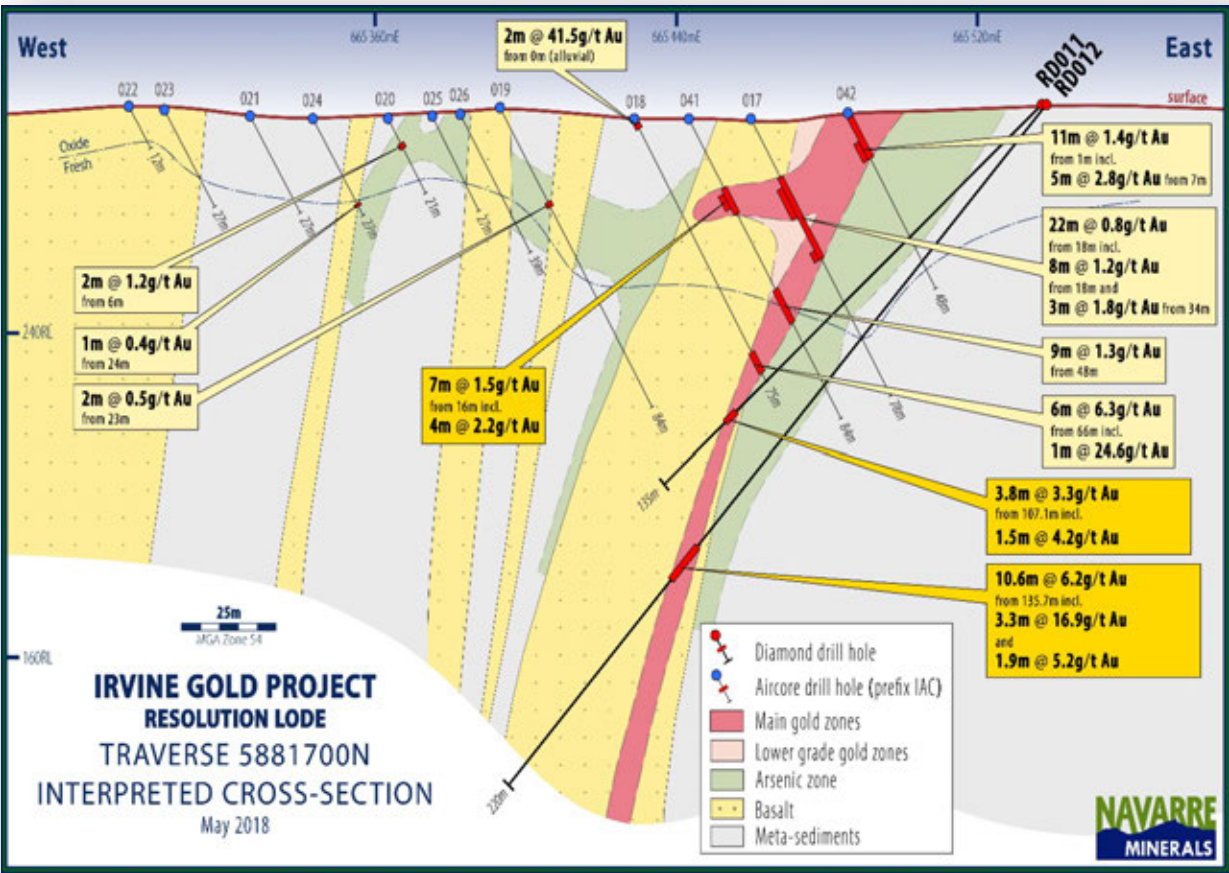 West
665 360mE
2m @ 41.5g/t Au
from 0m (alluvial)
665 440mE
665 520mE
East
RD011
RD012
surface
022
023
021
024
020
025
026
019
018
041
017
042
Oxide
Fresh
12m
27m
27m
27m
21m
27m
39m
84m
75m
84m
78m
48m
135m
220m
11m @ 1.4g/t Au
from 1m incl.
5m @ 2.8g/t Au from 7m
22m @ 0.8g/t Au
from 18m incl.
8m @ 1.2g/t Au
from 18m and
3m @ 1.8g/t Au from 34m
2m @ 1.2g/t Au
from 6m
1m @ 0.4g/t Au
from 24m
2m @ 0.5g/t Au
from 23m
240RL
7m @ 1.5g/t Au
from 16m incl.
4m @ 2.2g/t Au
9m @ 1.3g/t Au
from 48m
6m @ 6.3g/t Au
from 66m incl.
1m @ 24.6g/t Au
3.8m @ 3.3g/t Au
from 107.1m incl.
1.5m @ 4.2g/t Au
10.6m @ 6.2g/t Au
from 135.7m incl.
3.3m @ 16.9g/t Au
and
1.9m @ 5.2g/t Au
25m
MGA Zone 54
160RL
IRVINE GOLD PROJECT
RESOLUTION LODE
TRAVERSE 5881700N
INTERPRETED CROSS-SECTION
May 2018
Diamond drill hole
Aircore drill hole (prefix IAC)
Main gold zones
Lower grade gold zones
Arsenic zone
Basalt
Meta-sediments
NAVARRE
MINERALS